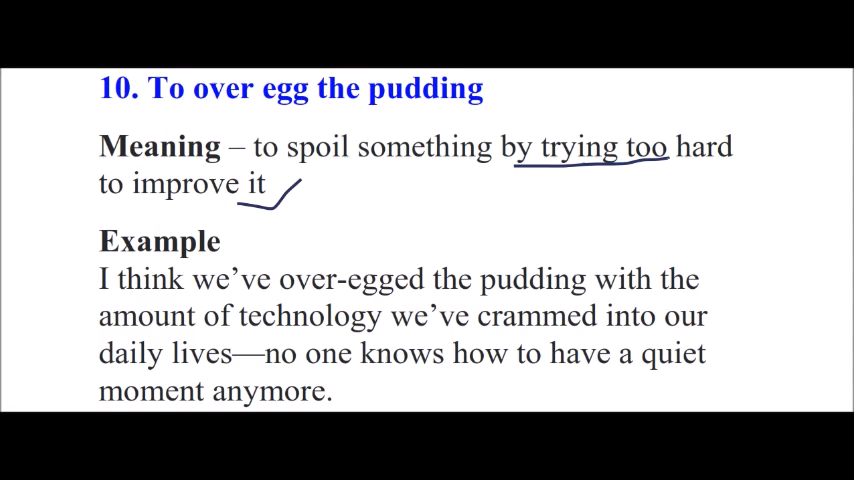 10. To over egg the pudding
Meaning – to spoil something by trying too hard
to improve it
Example
I think we’ve over-egged the pudding with the
amount of technology we’ve crammed into our
daily lives—no one knows how to have a quiet
moment anymore.